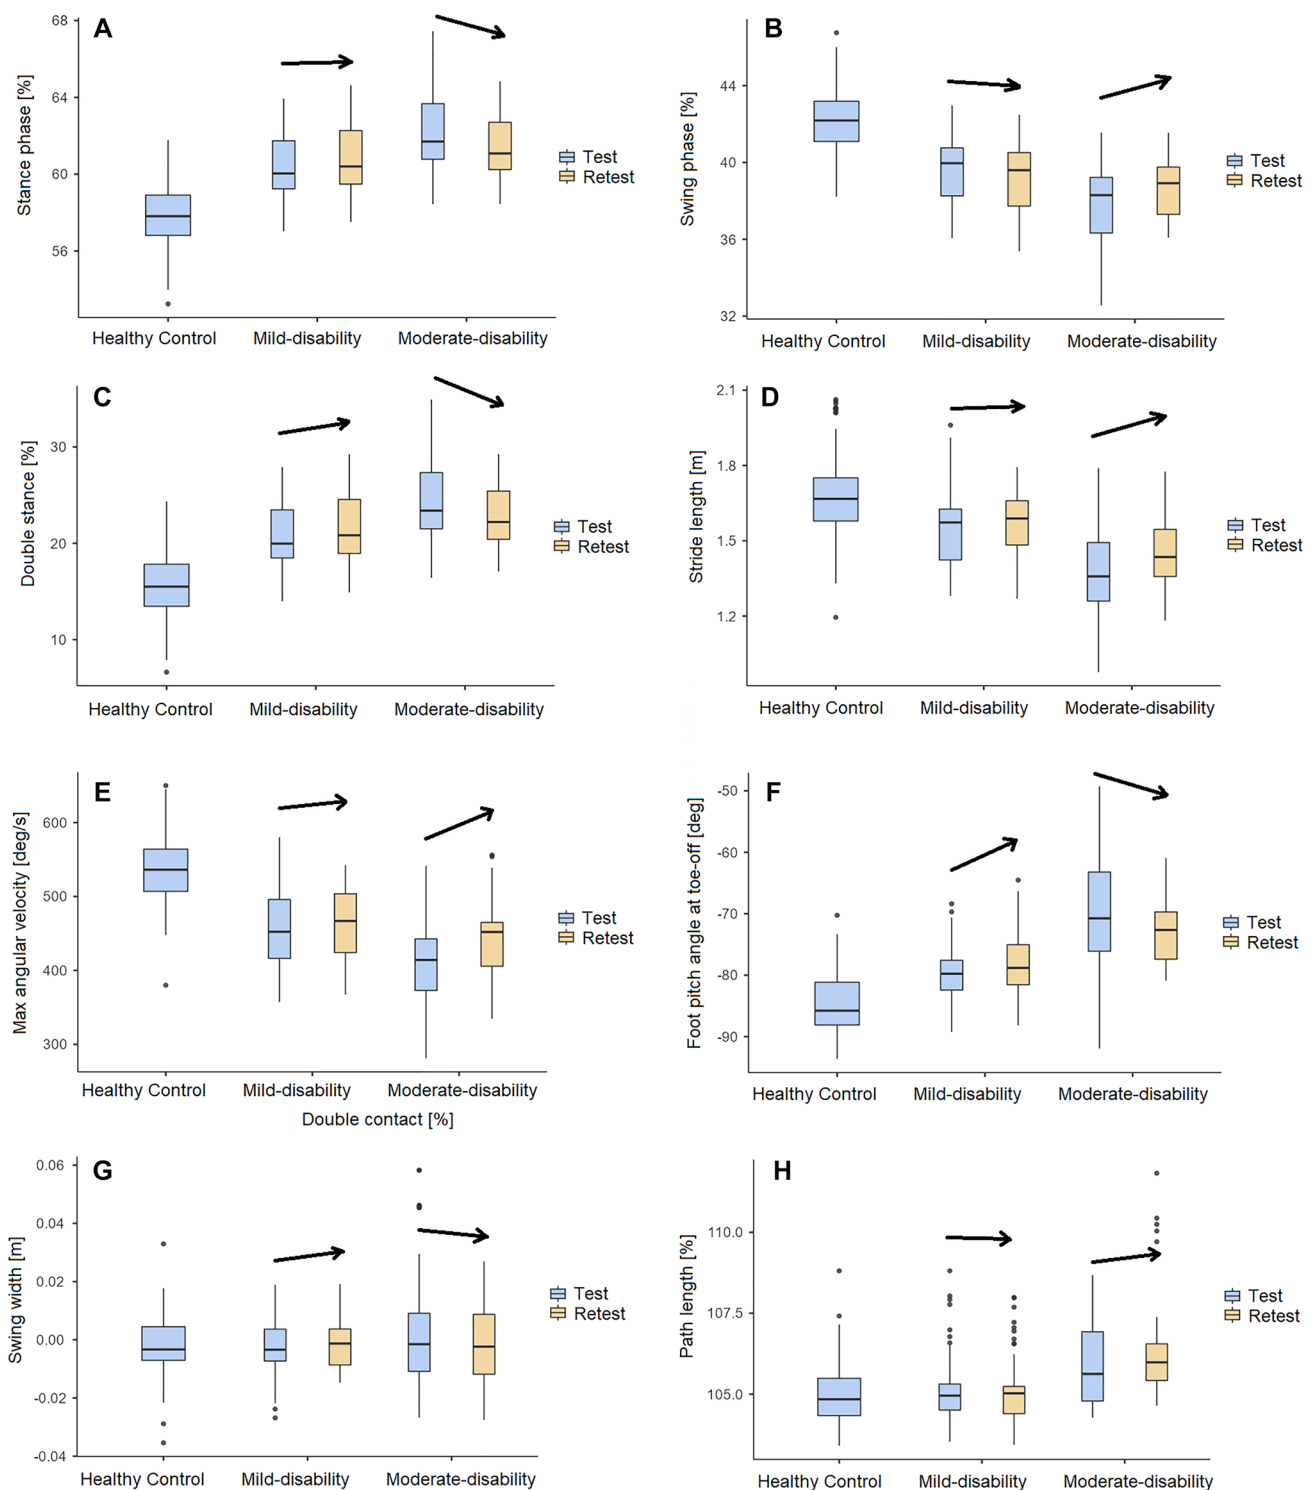 A
Stance phase [%]
68
64
60
56
Healthy Control Mild-disability Moderate-disability
Test
Retest
B
Swing phase [%]
44
40
36
32
Healthy Control Mild-disability Moderate-disability
Test
Retest
C
Double stance [%]
30
20
10
Healthy Control Mild-disability Moderate-disability
Test
Retest
D
Stride length [m]
2.1
1.8
1.5
1.2
Healthy Control Mild-disability Moderate-disability
Test
Retest
E
Max angular velocity [deg/s]
600
500
400
300
Healthy Control Mild-disability Moderate-disability
Double contact [%]
Test
Retest
F
Foot pitch angle at toe-off [deg]
-50
-60
-70
-80
-90
Healthy Control Mild-disability Moderate-disability
Test
Retest
G
Swing width [m]
0.06
0.04
0.02
0.00
-0.02
-0.04
Healthy Control Mild-disability Moderate-disability
Test
Retest
H
Path length [%]
110.0
107.5
105.0
Healthy Control Mild-disability Moderate-disability
Test
Retest